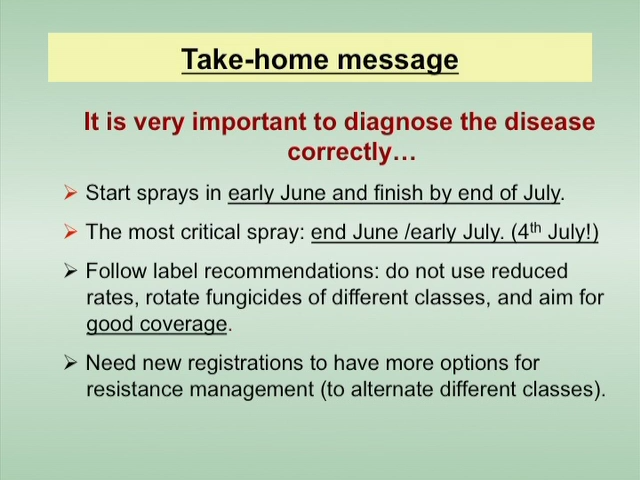 Take-home message
It is very important to diagnose the disease
correctly…
➢ Start sprays in early June and finish by end of July.
➢ The most critical spray: end June /early July. (4th July!)
➢ Follow label recommendations: do not use reduced
rates, rotate fungicides of different classes, and aim for
good coverage.
➢ Need new registrations to have more options for
resistance management (to alternate different classes).